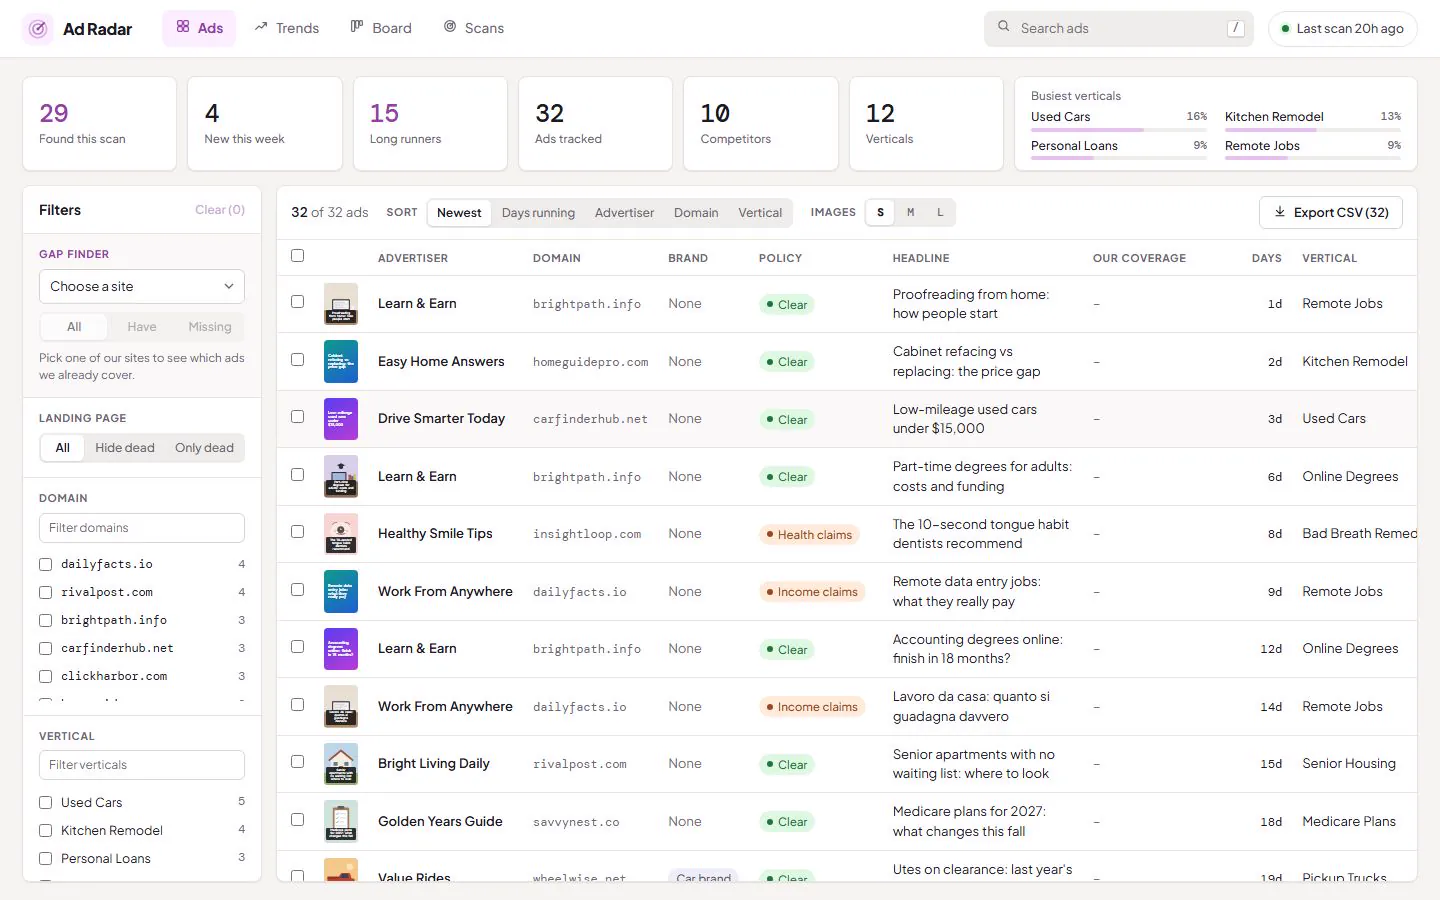 Ad Radar
Ads
Trends
Board
Scans
Search ads
/
Last scan 20h ago
29
Found this scan
4
New this week
15
Long runners
32
Ads tracked
10
Competitors
12
Verticals
Busiest verticals
Used Cars 16%
Kitchen Remodel 13%
Personal Loans 9%
Remote Jobs 9%
Filters
Clear (0)
GAP FINDER
Choose a site
All Have Missing
Pick one of our sites to see which ads
we already cover.
LANDING PAGE
All Hide dead Only dead
DOMAIN
Filter domains
dailyfacts.io 4
rivalpost.com 4
brightpath.info 3
carfinderhub.net 3
clickharbor.com 3
VERTICAL
Filter verticals
Used Cars 5
Kitchen Remodel 4
Personal Loans 3
32 of 32 ads
SORT
Newest Days running Advertiser Domain Vertical
IMAGES
S M L
Export CSV (32)
ADVERTISER DOMAIN BRAND POLICY HEADLINE OUR COVERAGE DAYS VERTICAL
Learn & Earn brightpath.info None Clear Proofreading from home: – 1d Remote Jobs
how people start
Easy Home Answers homeguidepro.com None Clear Cabinet refacing vs – 2d Kitchen Remodel
replacing: the price gap
Drive Smarter Today carfinderhub.net None Clear Low-mileage used cars – 3d Used Cars
under $15,000
Learn & Earn brightpath.info None Clear Part-time degrees for adults: – 6d Online Degrees
costs and funding
Healthy Smile Tips insightloop.com None Health claims The 10-second tongue habit – 8d Bad Breath Remed
dentists recommend
Work From Anywhere dailyfacts.io None Income claims Remote data entry jobs: – 9d Remote Jobs
what they really pay
Learn & Earn brightpath.info None Clear Accounting degrees online: – 12d Online Degrees
finish in 18 months?
Work From Anywhere dailyfacts.io None Income claims Lavoro da casa: quanto si – 14d Remote Jobs
guadagna davvero
Bright Living Daily rivalpost.com None Clear Senior apartments with no – 15d Senior Housing
waiting list: where to look
Golden Years Guide savvynest.co None Clear Medicare plans for 2027: – 18d Medicare Plans
what changes this fall
Value Rides wheelwise.net Car brand Clear Utes on clearance: last year's – 19d Pickup Trucks